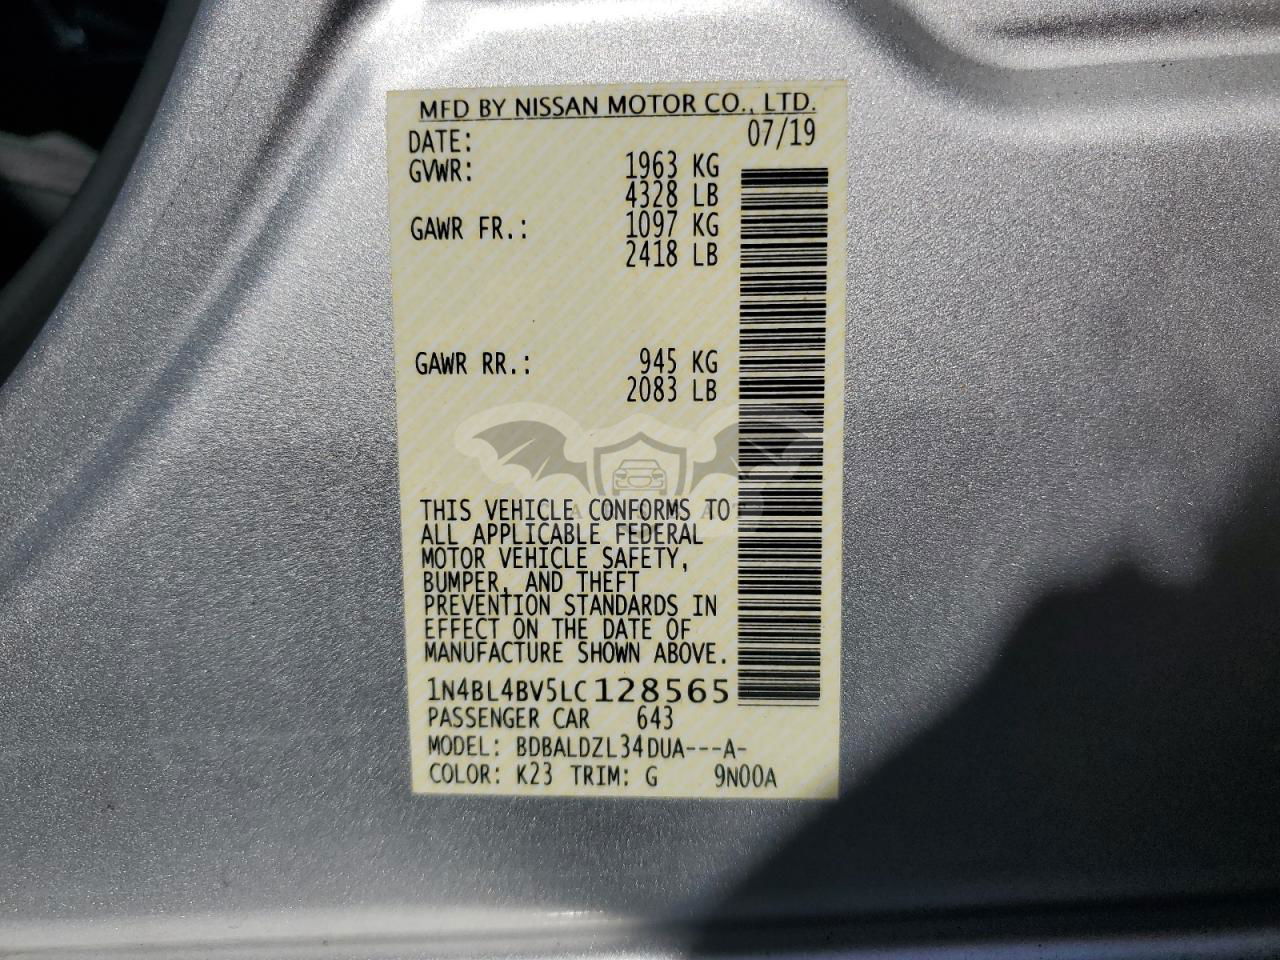 MFD BY NISSAN MOTOR CO., LTD.
DATE: 07/19
GVWR: 1963 KG
4328 LB
GAWR FR.: 1097 KG
2418 LB
GAWR RR.: 945 KG
2083 LB
THIS VEHICLE CONFORMS TO
ALL APPLICABLE FEDERAL
MOTOR VEHICLE SAFETY,
BUMPER, AND THEFT
PREVENTION STANDARDS IN
EFFECT ON THE DATE OF
MANUFACTURE SHOWN ABOVE.
1N4BL4BV5LC128565
PASSENGER CAR 643
MODEL: BDBALDZL34DUA---A-
COLOR: K23 TRIM: G 9N00A